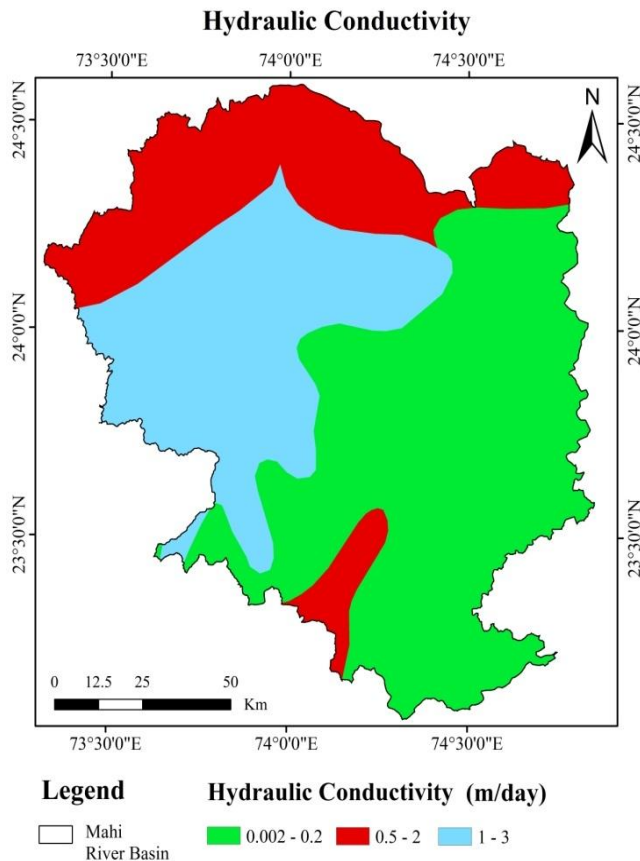 Hydraulic Conductivity
73°30'0"E 74°0'0"E 74°30'0"E
24°30'0"N
24°0'0"N
23°30'0"N
N
24°30'0"N
24°0'0"N
23°30'0"N
0 12.5 25 50
Km
73°30'0"E 74°0'0"E 74°30'0"E
Legend
Mahi
River Basin
Hydraulic Conductivity (m/day)
0.002 - 0.2 0.5 - 2 1 - 3